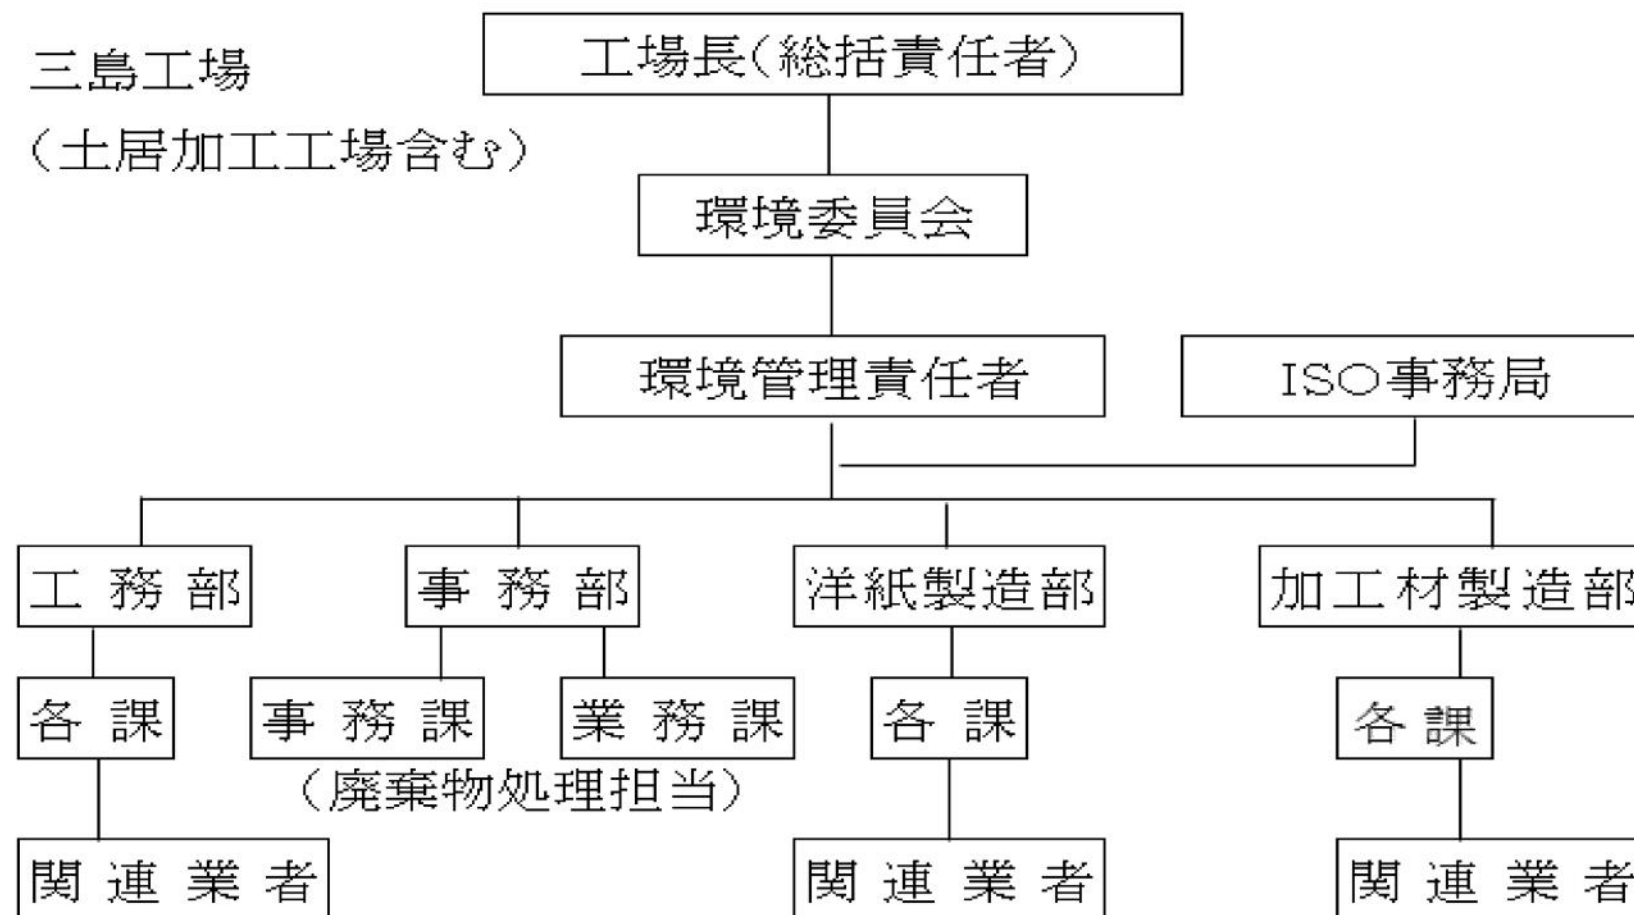 三島工場
工場長(総括責任者)
(土居加工工場含む)
環境委員会
環境管理責任者
ISO事務局
工務部
事務部
洋紙製造部
加工材製造部
各課
事務課
業務課
各課
各課
(廃棄物処理担当)
関連業者
関連業者
関連業者